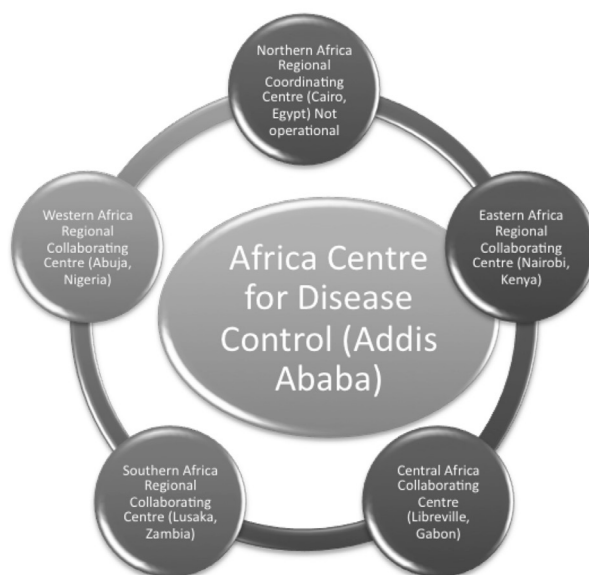 Northern Africa
Regional
Coordinating
Centre (Cairo,
Egypt) Not
operational
Western Africa
Regional
Collaborating
Centre (Abuja,
Nigeria)
Eastern Africa
Regional
Collaborating
Centre (Nairobi,
Kenya)
Africa Centre
for Disease
Control (Addis
Ababa)
Southern Africa
Regional
Collaborating
Centre (Lusaka,
Zambia)
Central Africa
Collaborating
Centre
(Libreville,
Gabon)